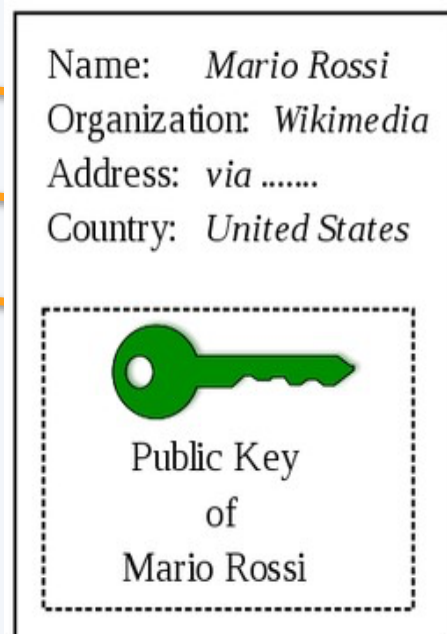 Name: Mario Rossi
Organization: Wikimedia
Address: via .......
Country: United States
Public Key
of
Mario Rossi